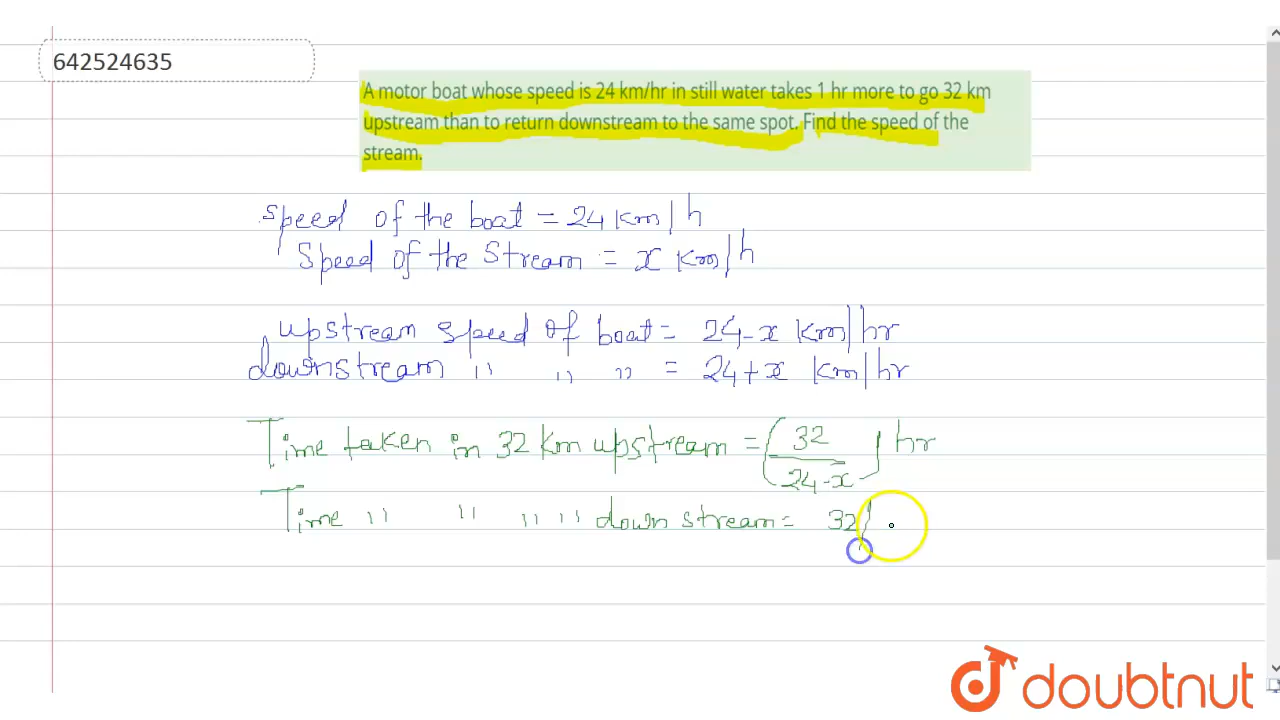 642524635
A motor boat whose speed is 24 km/hr in still water takes 1 hr more to go 32 km
upstream than to return downstream to the same spot. Find the speed of the
stream.
Speed of the boat = 24 Km/h
Speed of the Stream = x Km/h
upstream speed of boat = 24-x Km/hr
downstream " " " = 24+x Km/hr
Time taken in 32 Km upstream = (32/24-x) hr
Time " " " " down stream = 32/
doubtnut